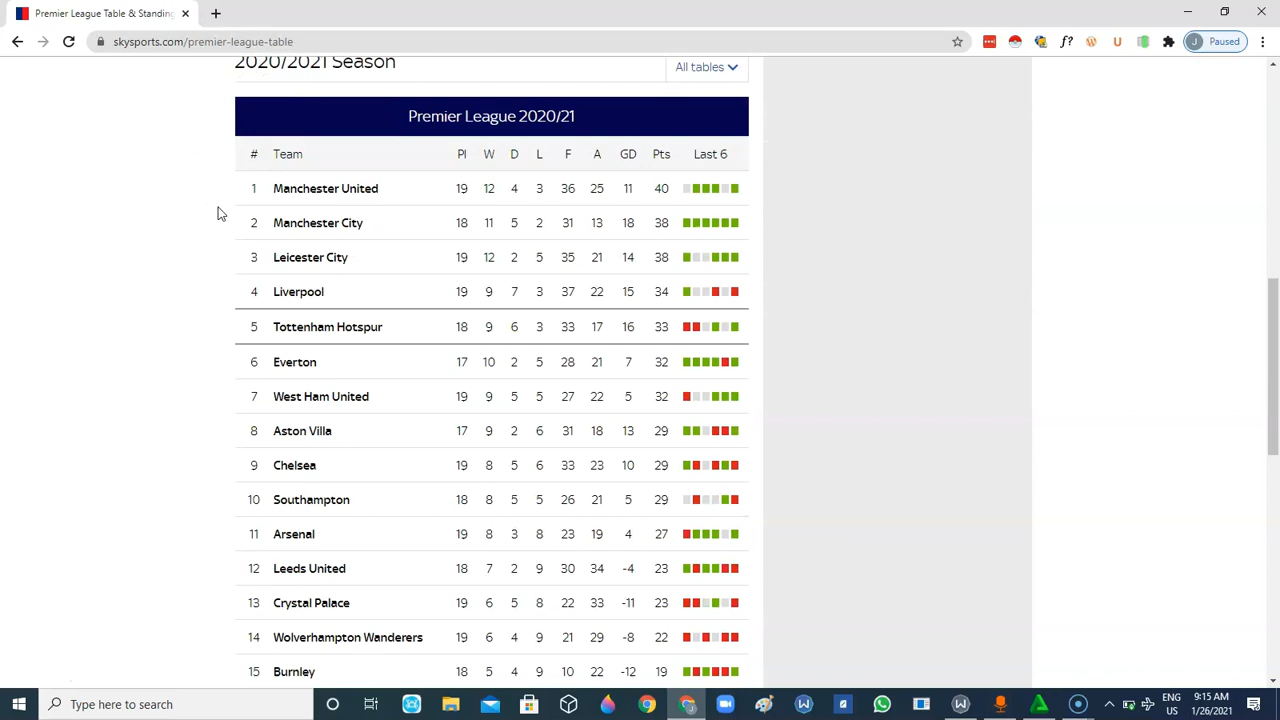 Premier League Table & Standing
skysports.com/premier-league-table
f?
U
J Paused
2020/2021 Season
All tables
Premier League 2020/21
# Team Pl W D L F A GD Pts Last 6
1 Manchester United 19 12 4 3 36 25 11 40
2 Manchester City 18 11 5 2 31 13 18 38
3 Leicester City 19 12 2 5 35 21 14 38
4 Liverpool 19 9 7 3 37 22 15 34
5 Tottenham Hotspur 18 9 6 3 33 17 16 33
6 Everton 17 10 2 5 28 21 7 32
7 West Ham United 19 9 5 5 27 22 5 32
8 Aston Villa 17 9 2 6 31 18 13 29
9 Chelsea 19 8 5 6 33 23 10 29
10 Southampton 18 8 5 5 26 21 5 29
11 Arsenal 19 8 3 8 23 19 4 27
12 Leeds United 18 7 2 9 30 34 -4 23
13 Crystal Palace 19 6 5 8 22 33 -11 23
14 Wolverhampton Wanderers 19 6 4 9 21 29 -8 22
15 Burnley 18 5 4 9 10 22 -12 19
Type here to search
ENG
US
9:15 AM
1/26/2021